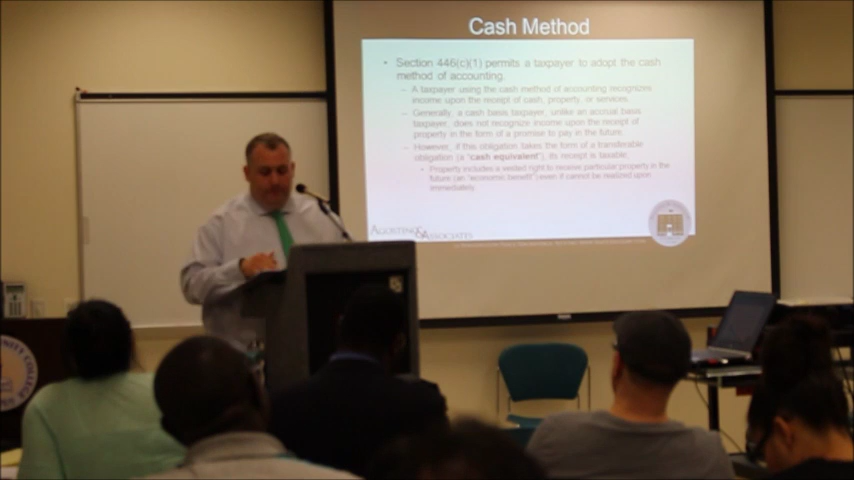 Cash Method
• Section 446(c)(1) permits a taxpayer to adopt the cash
method of accounting.
– A taxpayer using the cash method of accounting recognizes
income upon the receipt of cash, property, or services.
– Generally, a cash basis taxpayer, unlike an accrual basis
taxpayer, does not recognize income upon the receipt of
property in the form of a promise to pay in the future.
– However, if this obligation takes the form of a transferable
obligation (a "cash equivalent"), its receipt is taxable;
• Property includes a vested right to receive particular property in the
future (an "economic benefit") even if cannot be realized upon
immediately.
AGOSTINO & ASSOCIATES
COLLEGE